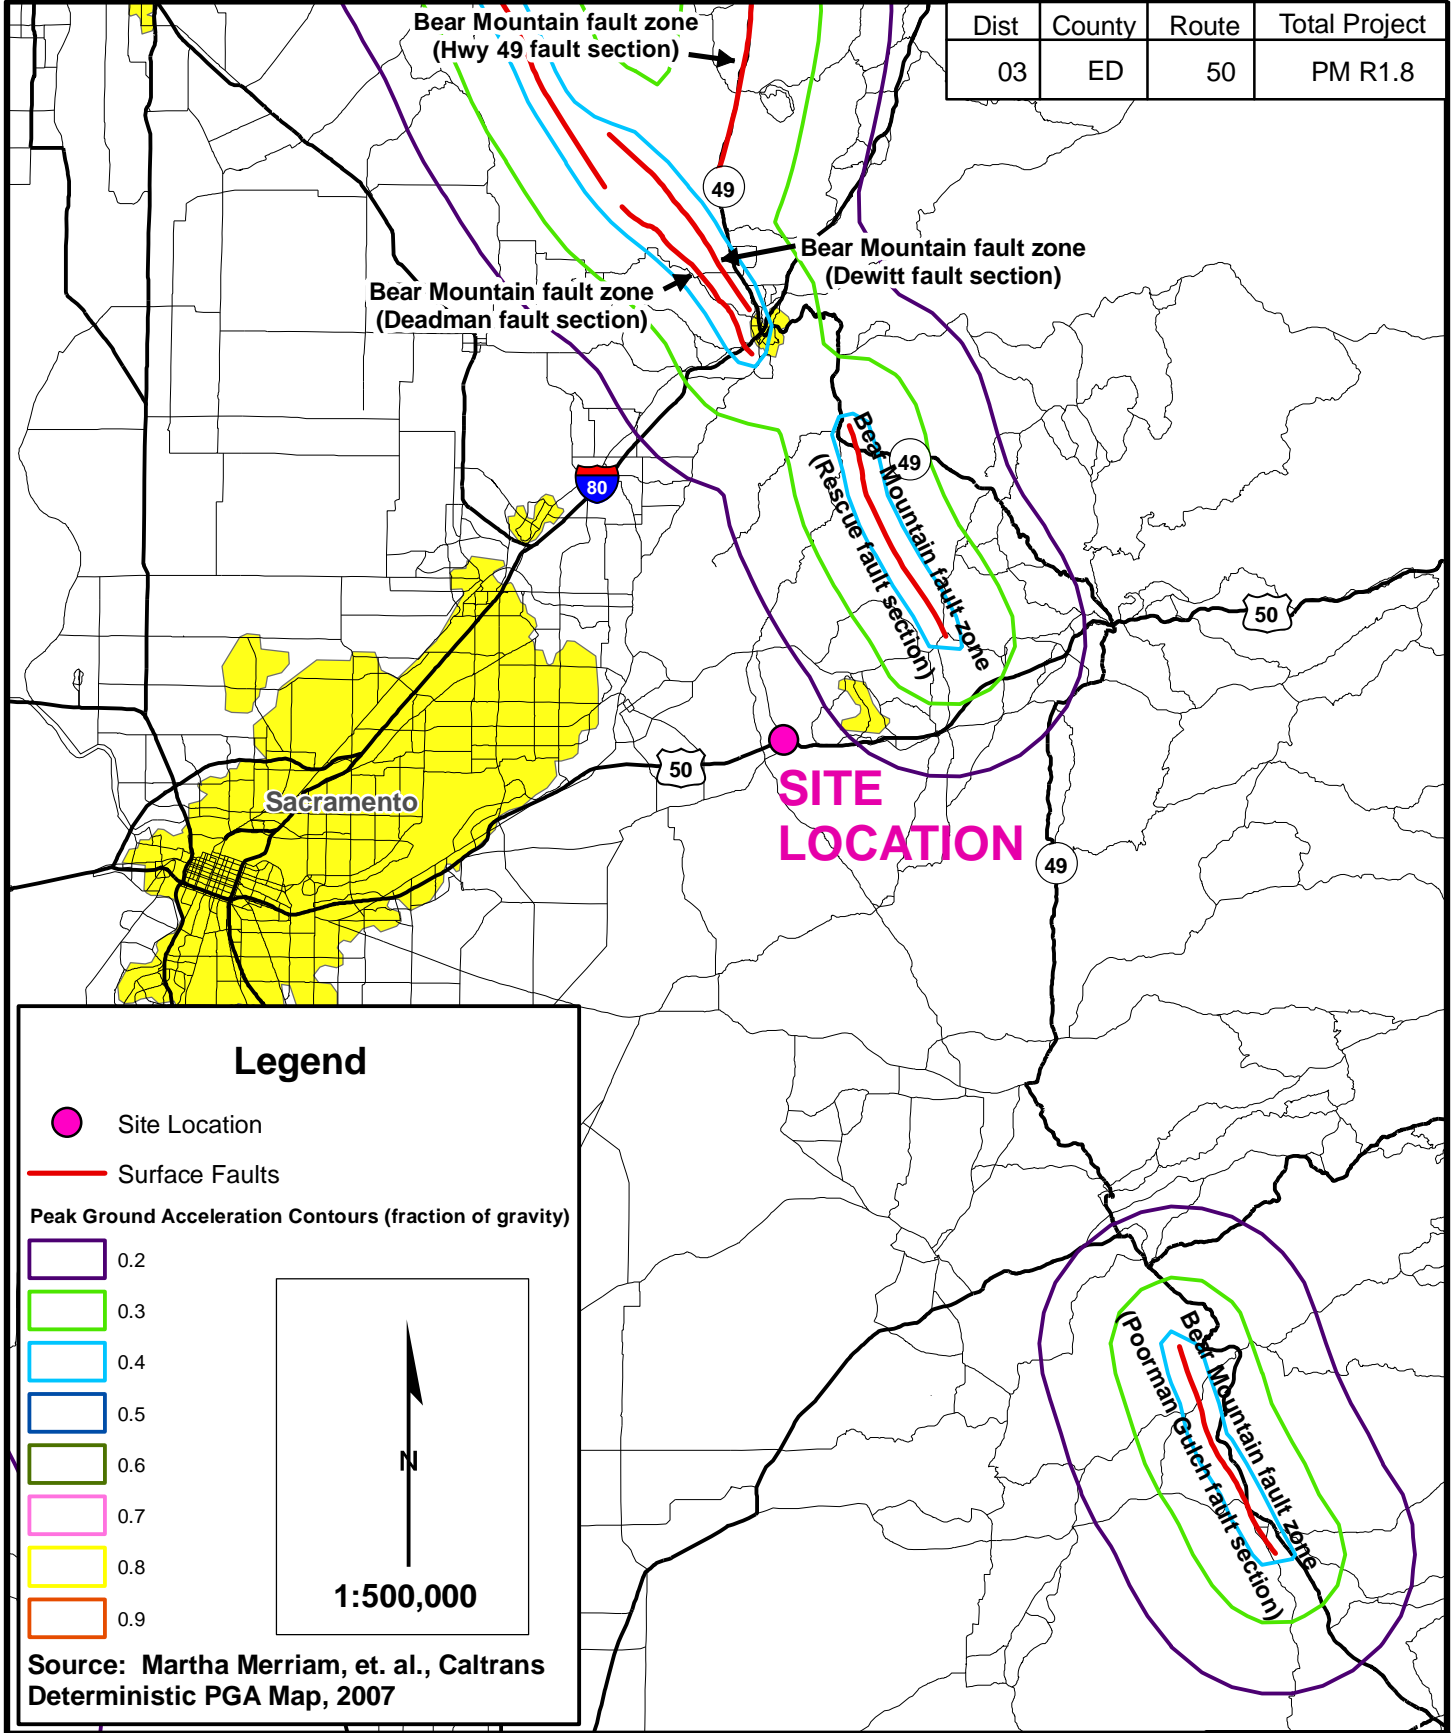 Dist County Route Total Project
03 ED 50 PM R1.8
Bear Mountain fault zone
(Hwy 49 fault section)
49
Bear Mountain fault zone
(Dewitt fault section)
Bear Mountain fault zone
(Deadman fault section)
80
49
Bear Mountain fault zone
(Rescue fault section)
50
50
SITE
LOCATION
Sacramento
49
Bear Mountain fault zone
(Poorman Gulch fault section)
Legend
Site Location
Surface Faults
Peak Ground Acceleration Contours (fraction of gravity)
0.2
0.3
0.4
0.5
0.6
0.7
0.8
0.9
N
1:500,000
Source: Martha Merriam, et. al., Caltrans
Deterministic PGA Map, 2007